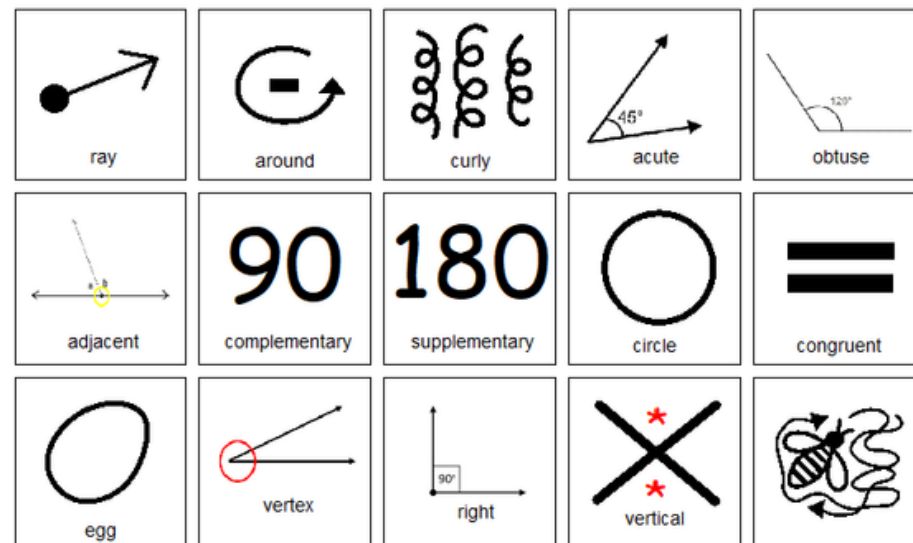 ray
around
curly
45°
acute
120°
obtuse
a b
adjacent
90
complementary
180
supplementary
circle
congruent
egg
vertex
90°
right
vertical